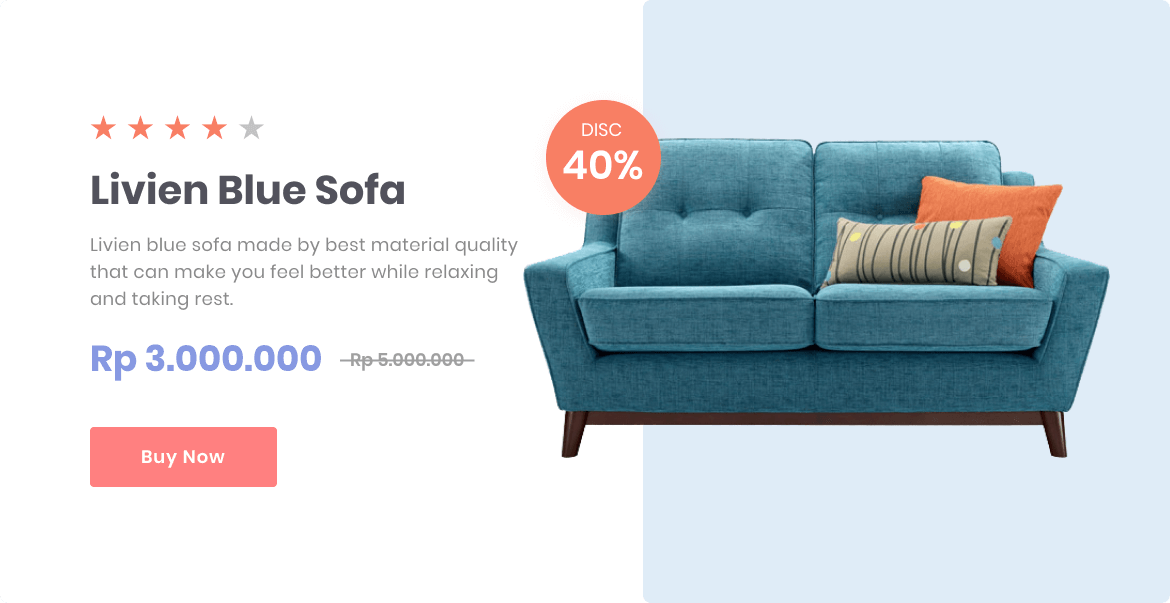 Livien Blue Sofa
Livien blue sofa made by best material quality
that can make you feel better while relaxing
and taking rest.
Rp 3.000.000 Rp 5.000.000
Buy Now
DISC
40%